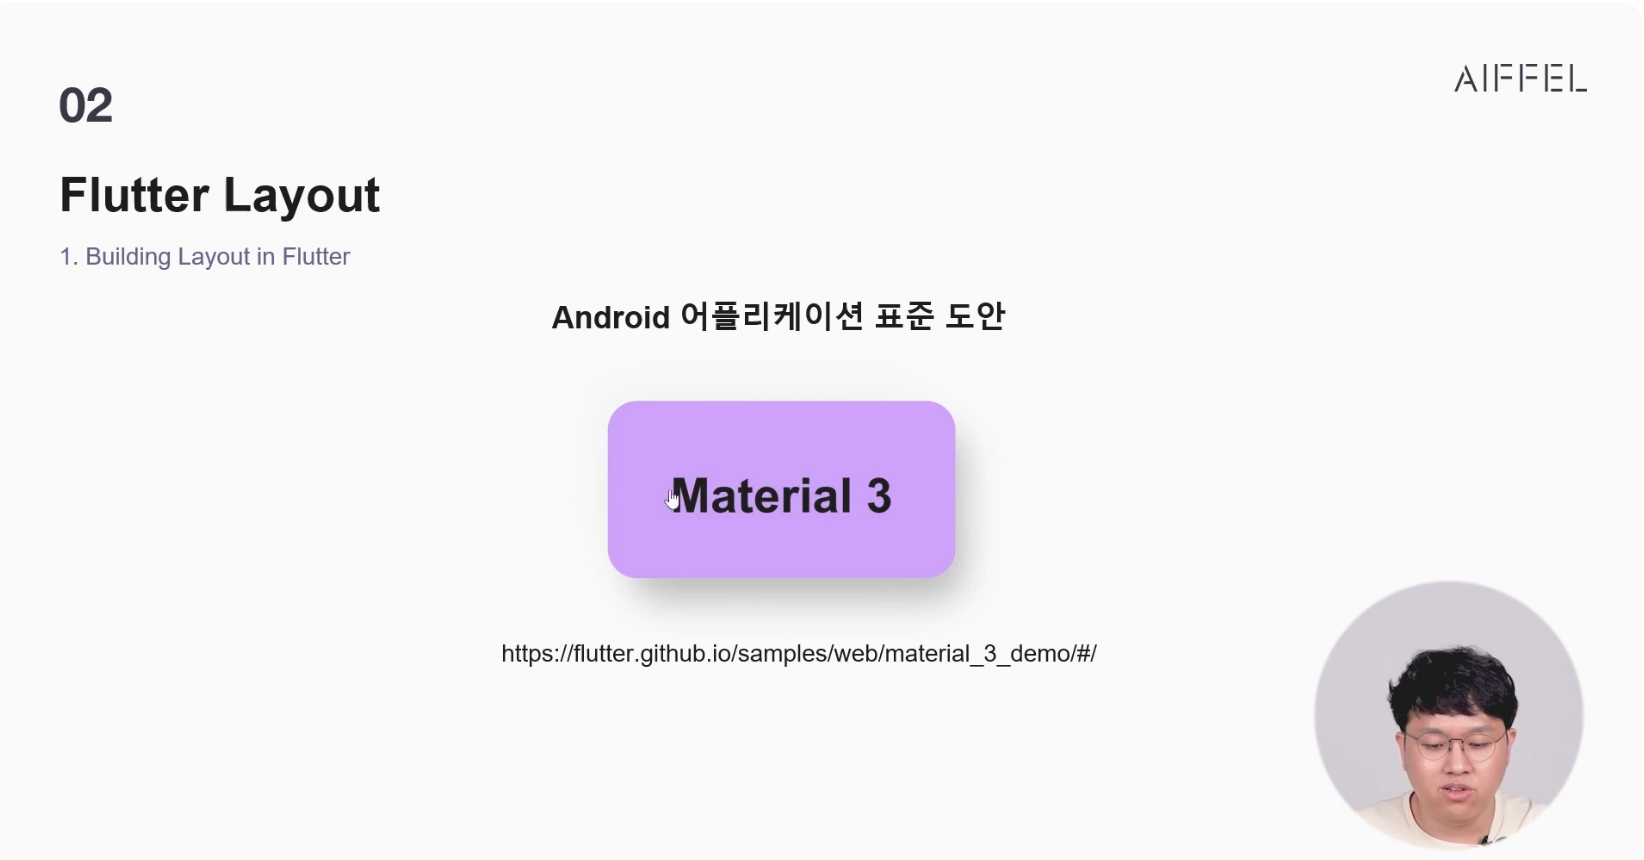 AIFFEL
02
Flutter Layout
1. Building Layout in Flutter
Android 어플리케이션 표준 도안
Material 3
https://flutter.github.io/samples/web/material_3_demo/#/